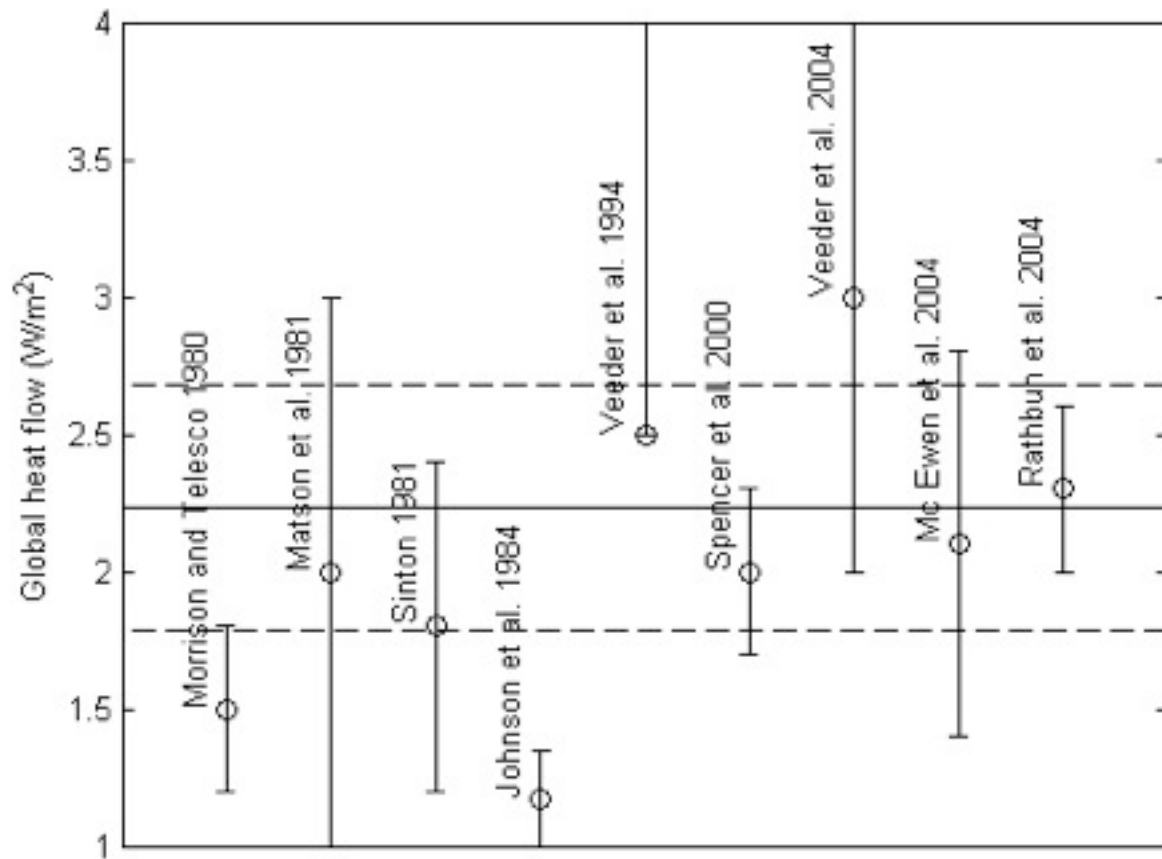 4
3.5
3
2.5
2
1.5
1
Global heat flow (W/m²)
Morrison and Telesco 1980
Matson et al. 1981
Sinton 1981
Johnson et al. 1984
Veeder et al. 1994
Spencer et al. 2000
Veeder et al. 2004
Mc Ewen et al. 2004
Rathbun et al. 2004